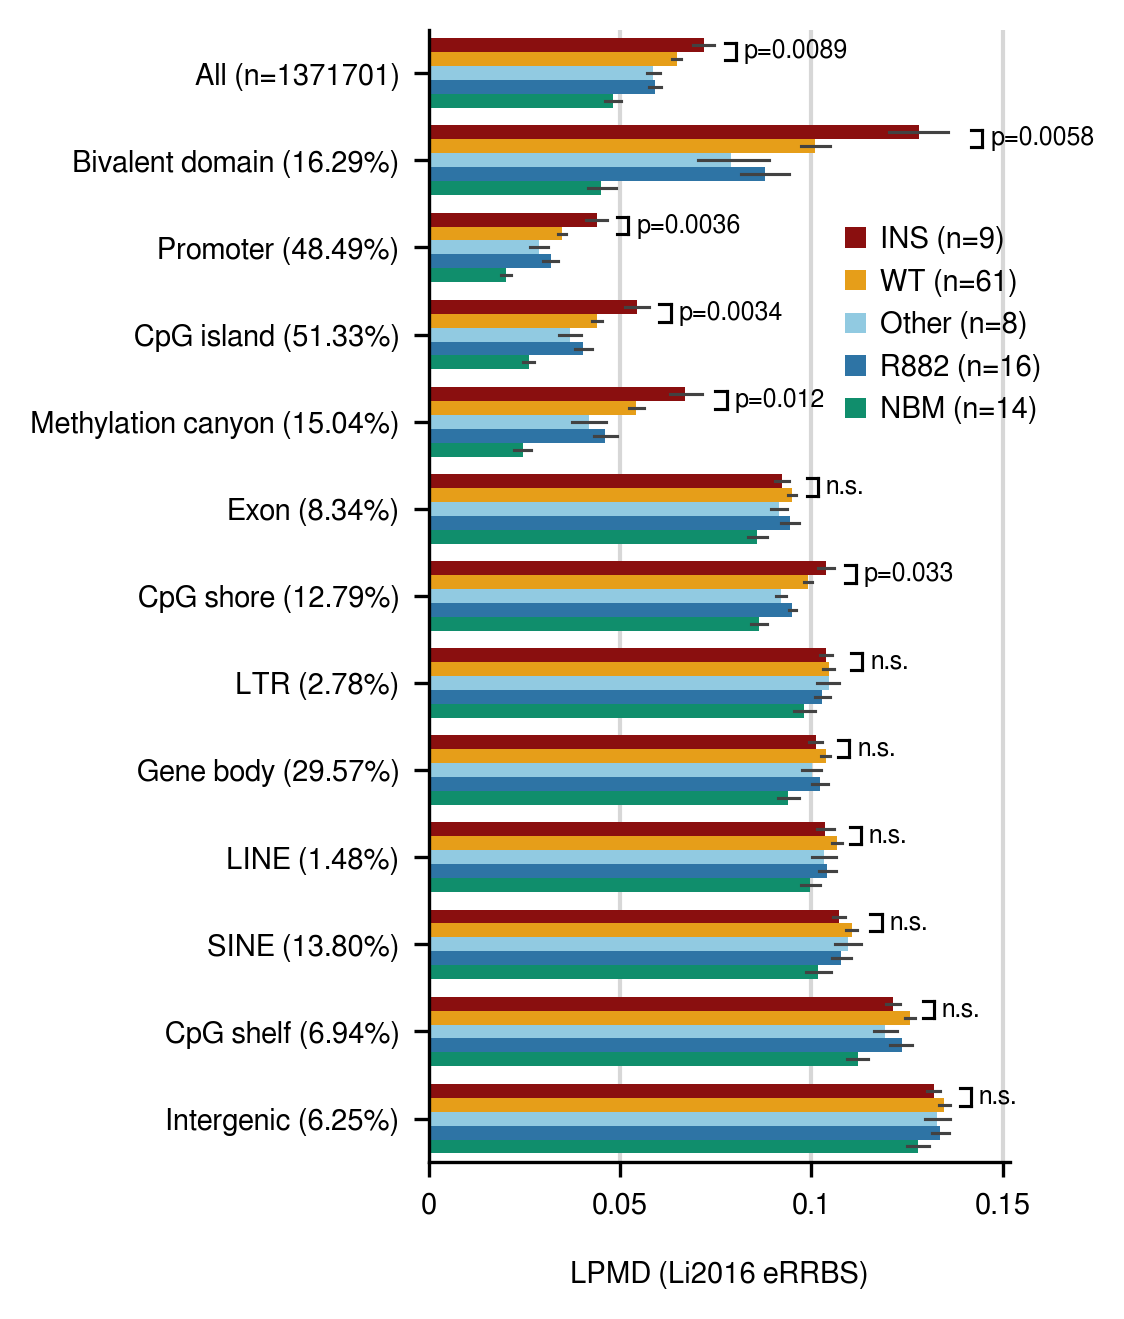 All (n=1371701)
p=0.0089
Bivalent domain (16.29%)
p=0.0058
Promoter (48.49%)
p=0.0036
INS (n=9)
WT (n=61)
Other (n=8)
R882 (n=16)
NBM (n=14)
CpG island (51.33%)
p=0.0034
Methylation canyon (15.04%)
p=0.012
Exon (8.34%)
n.s.
CpG shore (12.79%)
p=0.033
LTR (2.78%)
n.s.
Gene body (29.57%)
n.s.
LINE (1.48%)
n.s.
SINE (13.80%)
n.s.
CpG shelf (6.94%)
n.s.
Intergenic (6.25%)
n.s.
0 0.05 0.1 0.15
LPMD (Li2016 eRRBS)